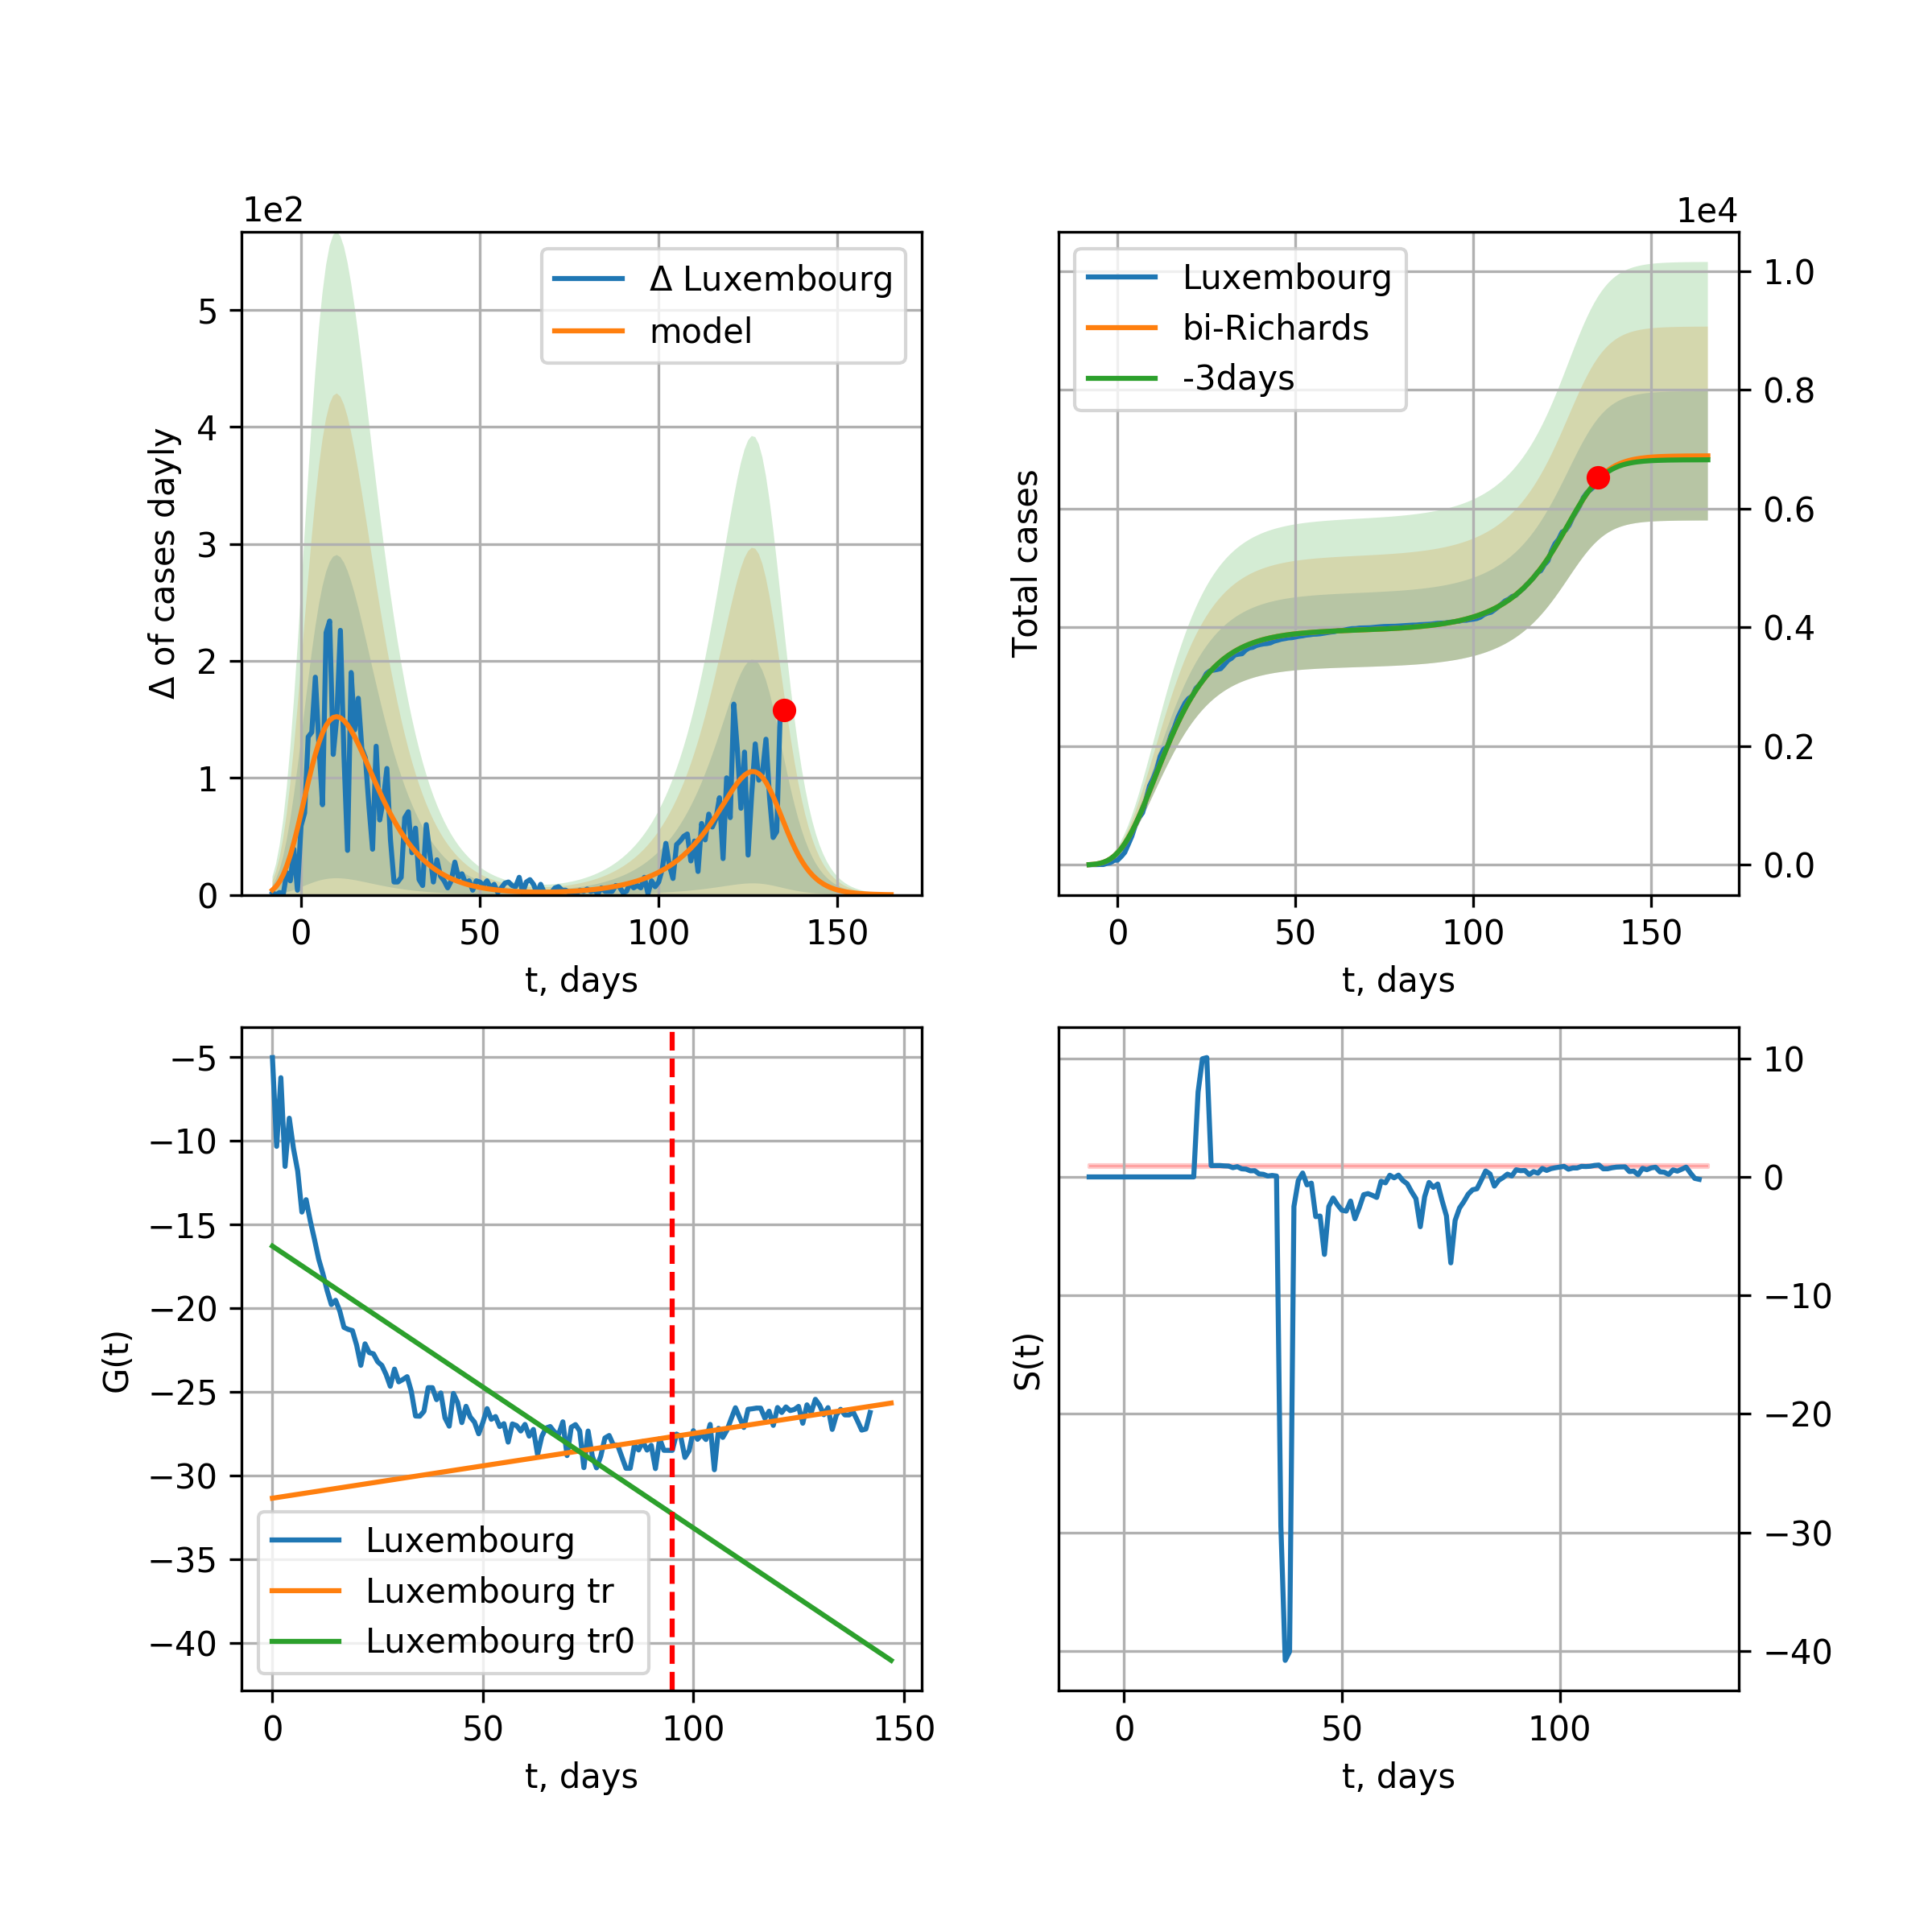 1e2
Δ of cases dayly
5
4
3
2
1
0
Δ Luxembourg
model
0 50 100 150
t, days
1e4
Total cases
Luxembourg
bi-Richards
-3days
1.0
0.8
0.6
0.4
0.2
0.0
0 50 100 150
t, days
G(t)
−5
−10
−15
−20
−25
−30
−35
−40
Luxembourg
Luxembourg tr
Luxembourg tr0
0 50 100 150
t, days
S(t)
10
0
−10
−20
−30
−40
0 50 100
t, days